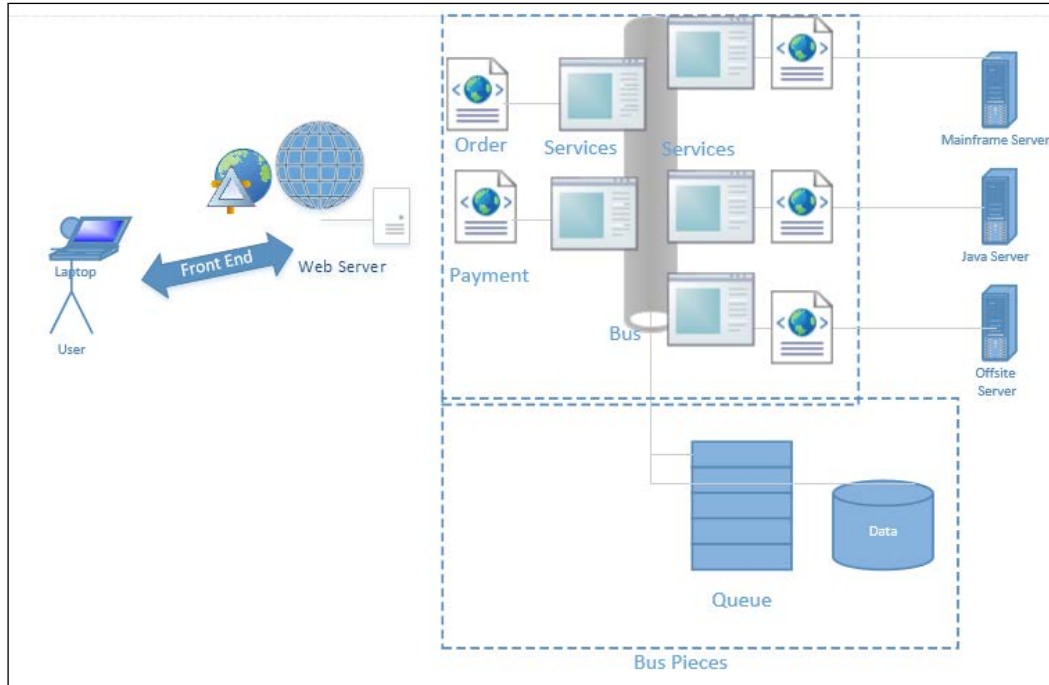 Order
Services
Services
Mainframe Server
Laptop
Front End
Web Server
Payment
Java Server
User
Bus
Offsite
Server
Data
Queue
Bus Pieces